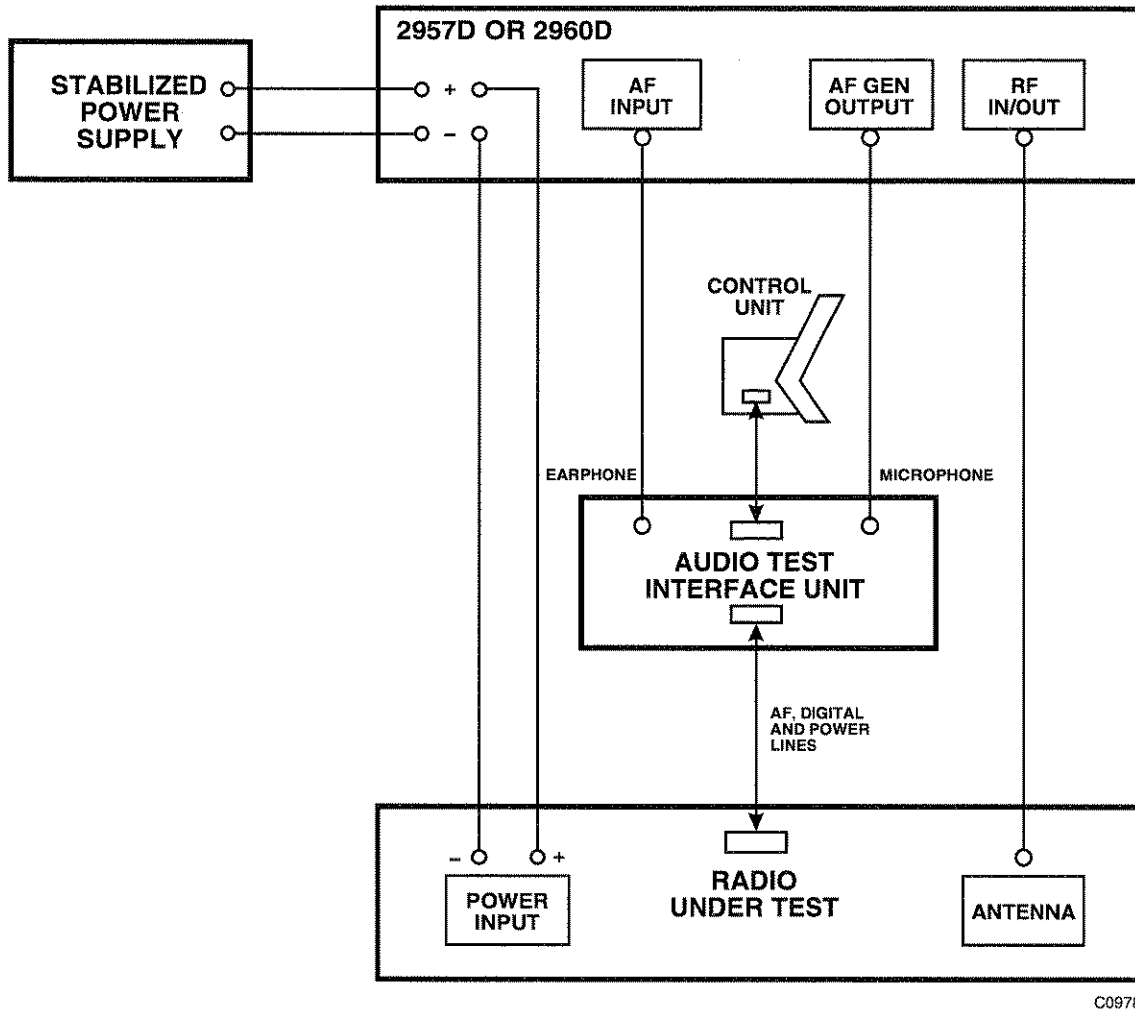 2957D OR 2960D
STABILIZED
POWER
SUPPLY
+
–
AF
INPUT
AF GEN
OUTPUT
RF
IN/OUT
CONTROL
UNIT
EARPHONE
MICROPHONE
AUDIO TEST
INTERFACE UNIT
AF, DIGITAL
AND POWER
LINES
– +
POWER
INPUT
RADIO
UNDER TEST
ANTENNA
C0978